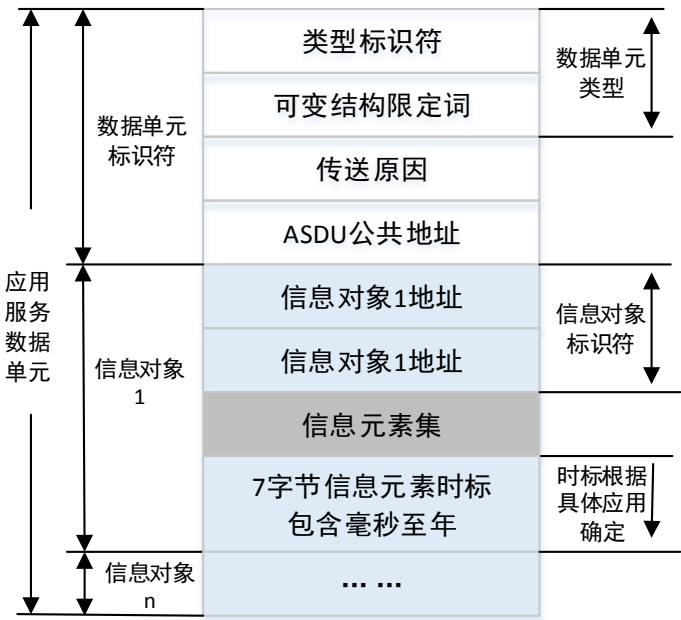 类型标识符
可变结构限定词
传送原因
ASDU公共地址
信息对象1地址
信息对象1地址
信息元素集
7字节信息元素时标
包含毫秒至年
... ...
数据单元
类型
信息对象
标识符
时标根据
具体应用
确定
数据单元
标识符
信息对象
1
信息对象
n
应用
服务
数据
单元